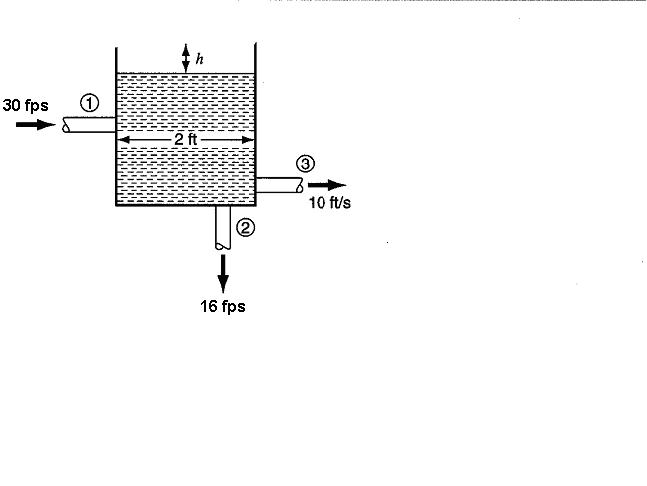 h
30 fps
①
2 ft
③
10 ft/s
②
16 fps